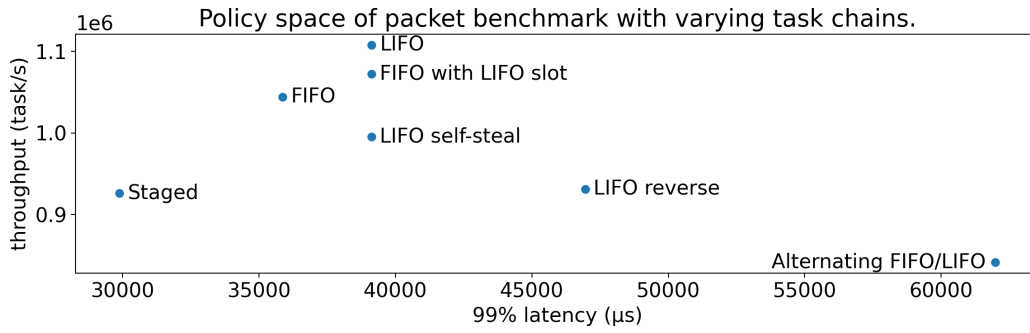 Policy space of packet benchmark with varying task chains.
1e6
throughput (task/s)
1.1
1.0
0.9
LIFO
FIFO with LIFO slot
FIFO
LIFO self-steal
Staged
LIFO reverse
Alternating FIFO/LIFO
30000 35000 40000 45000 50000 55000 60000
99% latency (μs)